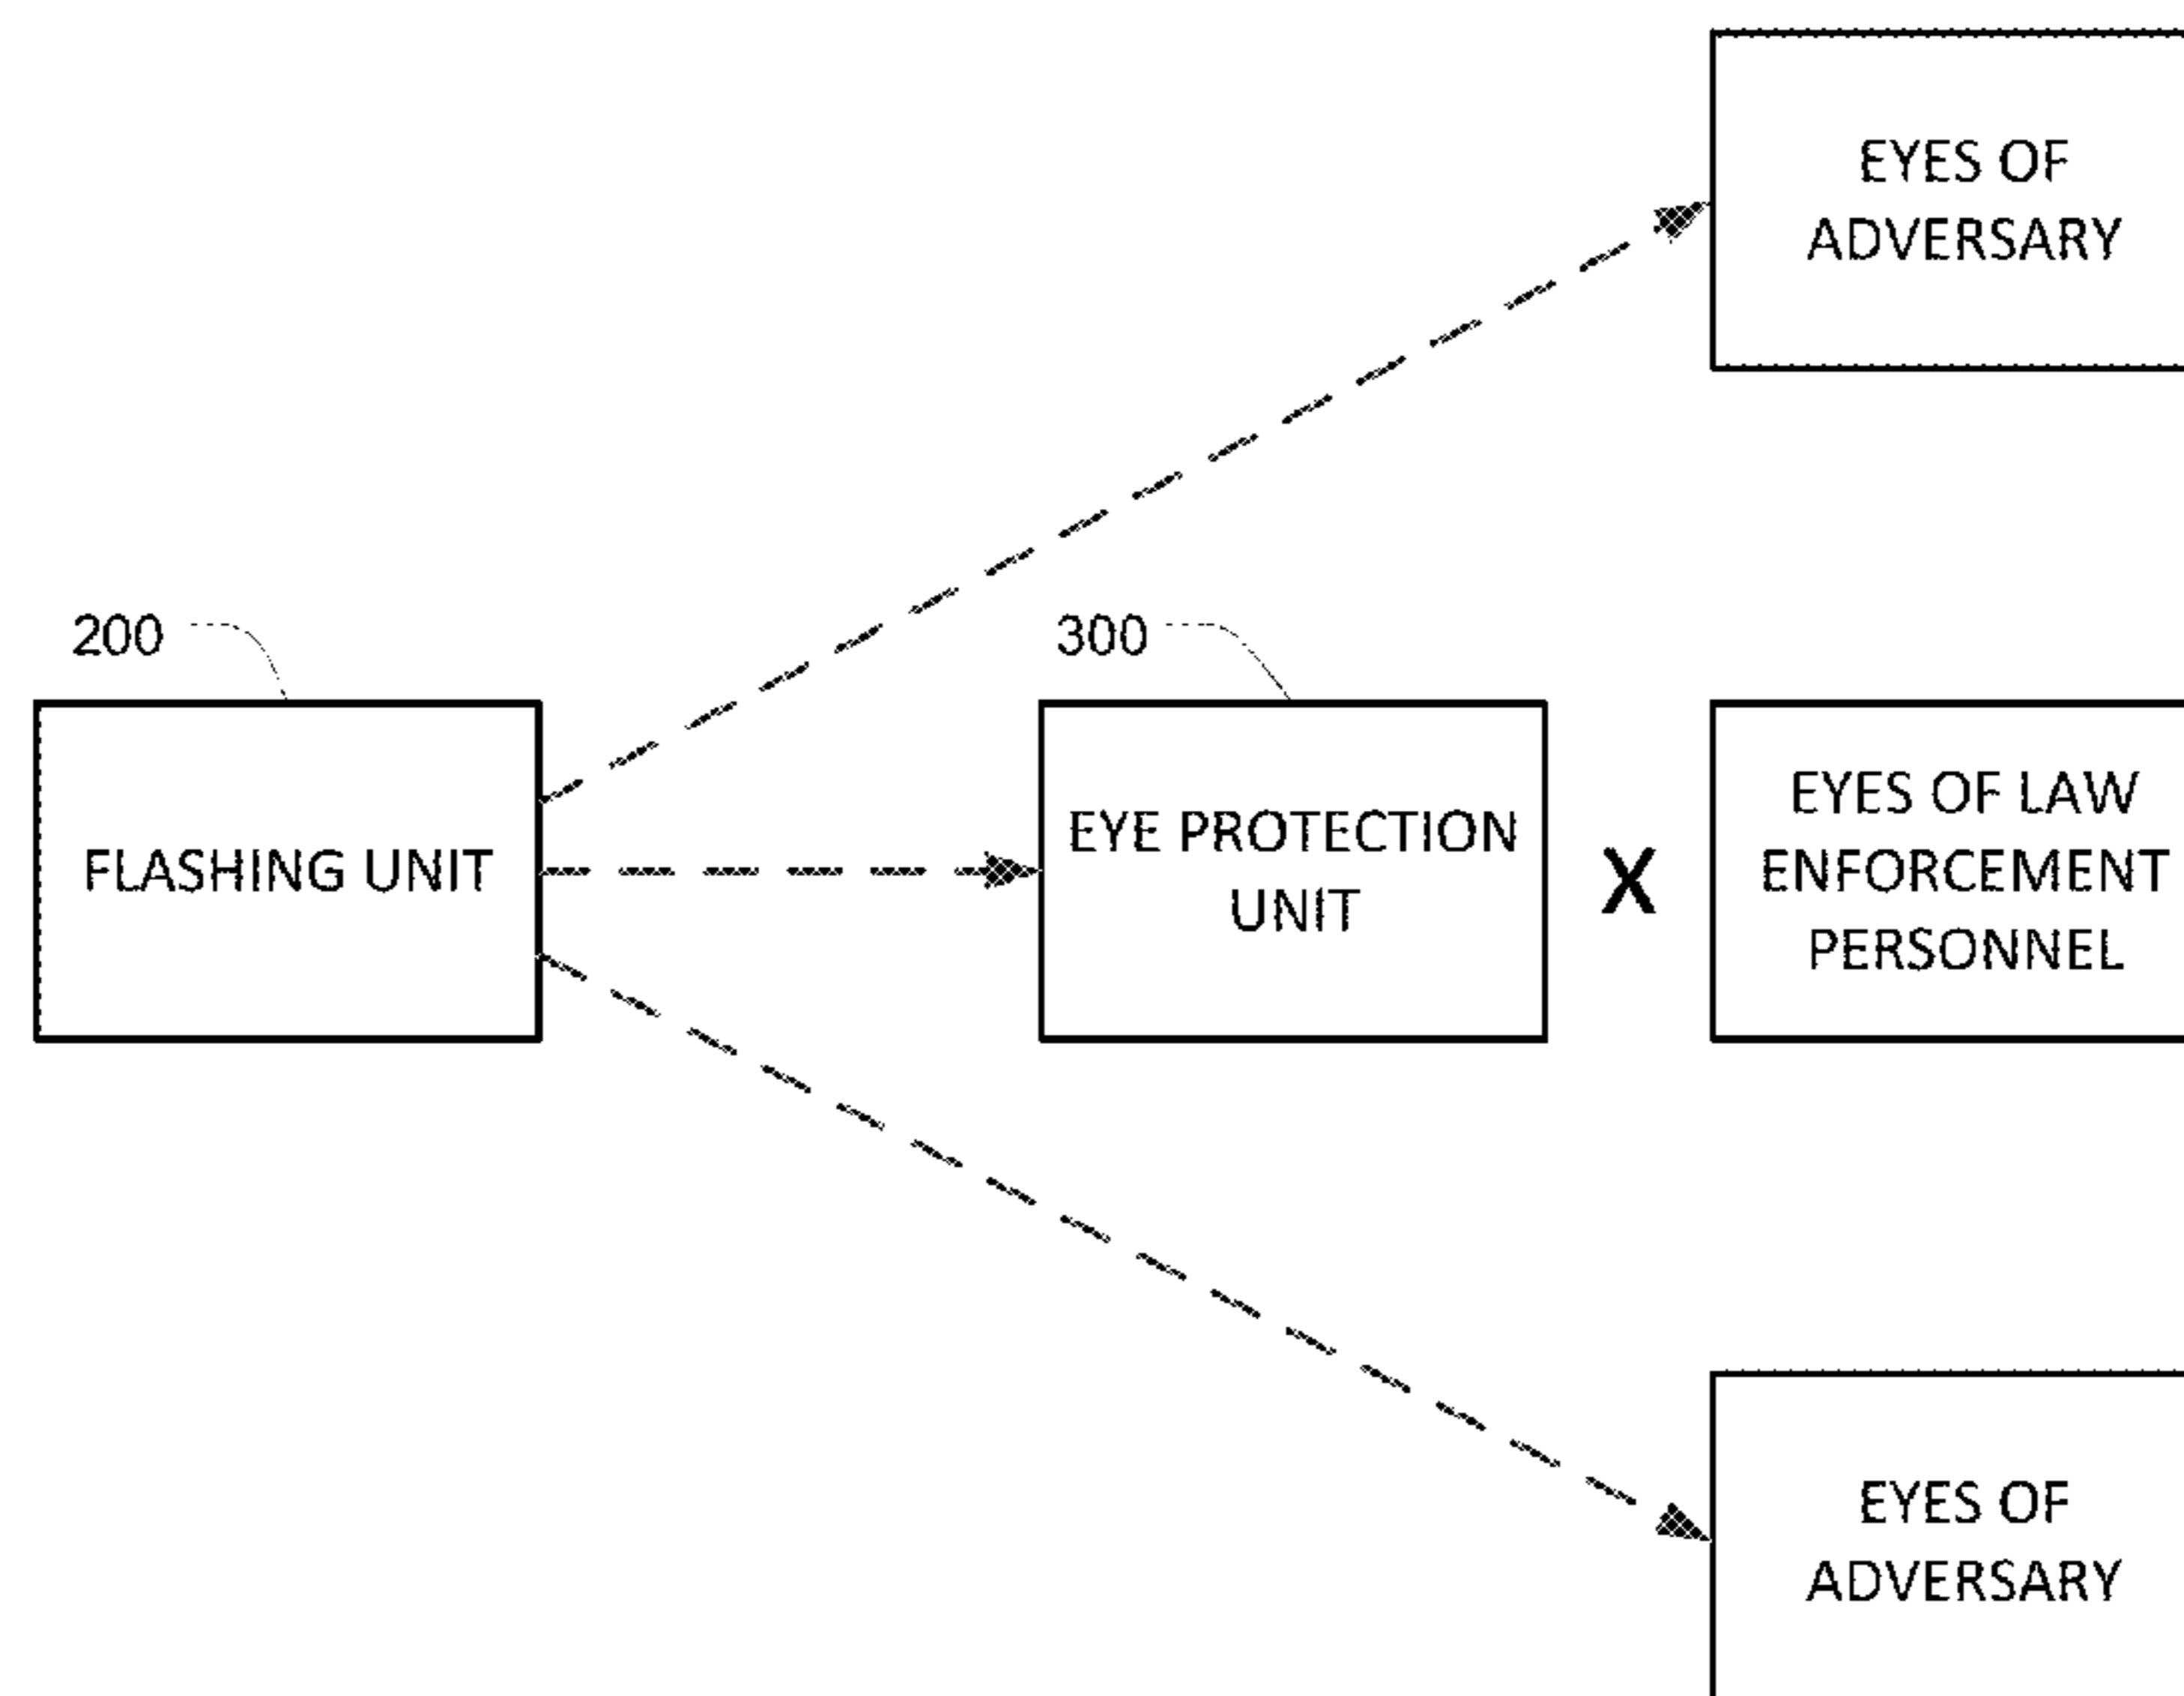 EYES OF
ADVERSARY
200
300
FLASHING UNIT
EYE PROTECTION
UNIT
X
EYES OF LAW
ENFORCEMENT
PERSONNEL
EYES OF
ADVERSARY